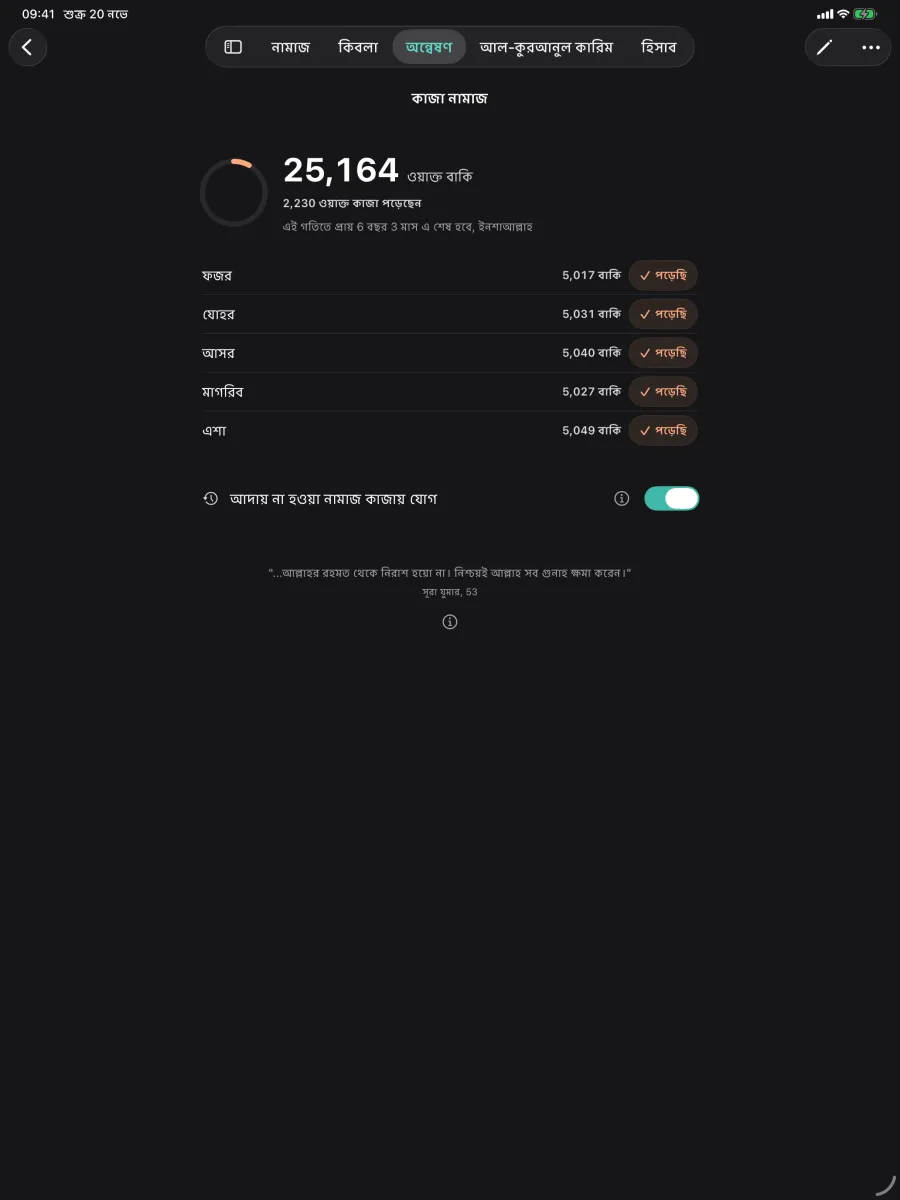 09:41 শুক্র 20 নভে
নামাজ কিবলা অন্বেষণ আল-কুরআনুল কারিম হিসাব
কাজা নামাজ
25,164 ওয়াক্ত বাকি
2,230 ওয়াক্ত কাজা পড়েছেন
এই গতিতে প্রায় 6 বছর 3 মাস এ শেষ হবে, ইনশাআল্লাহ
ফজর 5,017 বাকি পড়েছি
যোহর 5,031 বাকি পড়েছি
আসর 5,040 বাকি পড়েছি
মাগরিব 5,027 বাকি পড়েছি
এশা 5,049 বাকি পড়েছি
আদায় না হওয়া নামাজ কাজায় যোগ
"...আল্লাহর রহমত থেকে নিরাশ হয়ো না। নিশ্চয়ই আল্লাহ সব গুনাহ ক্ষমা করেন।"
সূরা যুমার, 53